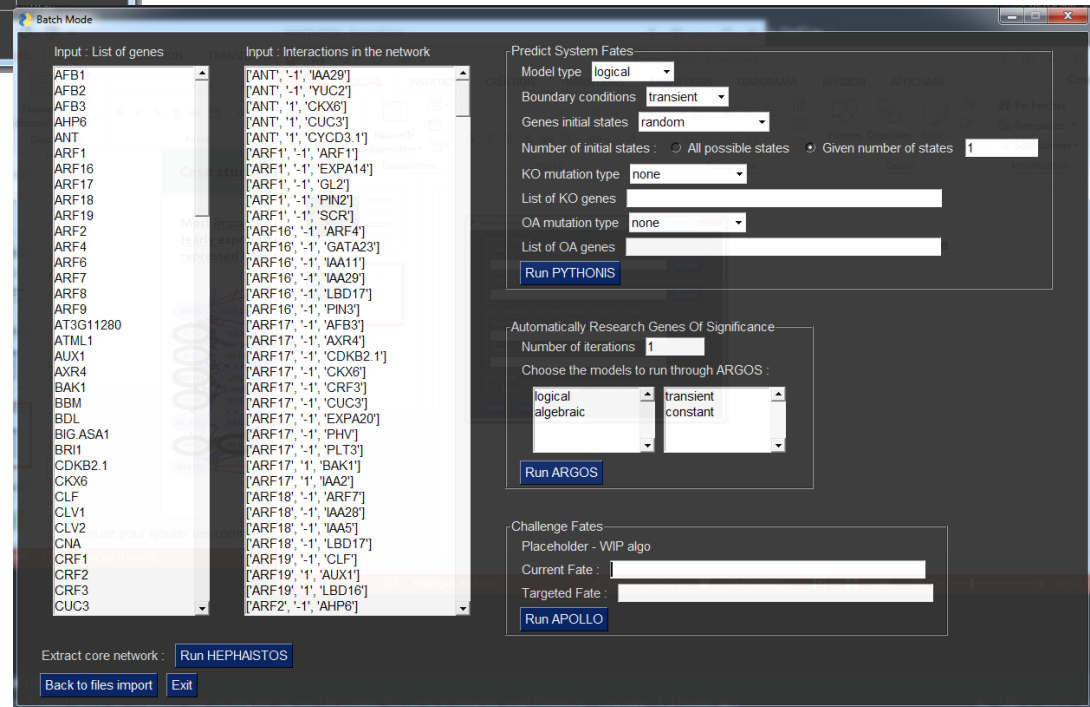 Batch Mode
Input : List of genes
AFB1
AFB2
AFB3
AHP6
ANT
ARF1
ARF16
ARF17
ARF18
ARF19
ARF2
ARF4
ARF6
ARF7
ARF8
ARF9
AT3G11280
ATML1
AUX1
AXR4
BAK1
BBM
BDL
BIG.ASA1
BRI1
CDKB2.1
CKX6
CLF
CLV1
CLV2
CNA
CRF1
CRF2
CRF3
CUC3
Input : Interactions in the network
['ANT', '-1', 'IAA29']
['ANT', '-1', 'YUC2']
['ANT', '1', 'CKX6']
['ANT', '1', 'CUC3']
['ANT', '1', 'CYCD3.1']
['ARF1', '-1', 'ARF1']
['ARF1', '-1', 'EXPA14']
['ARF1', '-1', 'GL2']
['ARF1', '-1', 'PIN2']
['ARF1', '-1', 'SCR']
['ARF16', '-1', 'ARF4']
['ARF16', '-1', 'GATA23']
['ARF16', '-1', 'IAA11']
['ARF16', '-1', 'IAA29']
['ARF16', '-1', 'LBD17']
['ARF16', '-1', 'PIN3']
['ARF17', '-1', 'AFB3']
['ARF17', '-1', 'AXR4']
['ARF17', '-1', 'CDKB2.1']
['ARF17', '-1', 'CKX6']
['ARF17', '-1', 'CRF3']
['ARF17', '-1', 'CUC3']
['ARF17', '-1', 'EXPA20']
['ARF17', '-1', 'PHV']
['ARF17', '-1', 'PLT3']
['ARF17', '1', 'BAK1']
['ARF17', '1', 'IAA2']
['ARF18', '-1', 'ARF7']
['ARF18', '-1', 'IAA28']
['ARF18', '-1', 'IAA5']
['ARF18', '-1', 'LBD17']
['ARF19', '-1', 'CLF']
['ARF19', '1', 'AUX1']
['ARF19', '1', 'LBD16']
['ARF2', '-1', 'AHP6']
Predict System Fates
Model type logical
Boundary conditions transient
Genes initial states random
Number of initial states : All possible states Given number of states 1
KO mutation type none
List of KO genes
OA mutation type none
List of OA genes
Run PYTHONIS
Automatically Research Genes Of Significance
Number of iterations 1
Choose the models to run through ARGOS :
logical transient
algebraic constant
Run ARGOS
Challenge Fates
Placeholder - WIP algo
Current Fate :
Targeted Fate :
Run APOLLO
Extract core network : Run HEPHAISTOS
Back to files import Exit